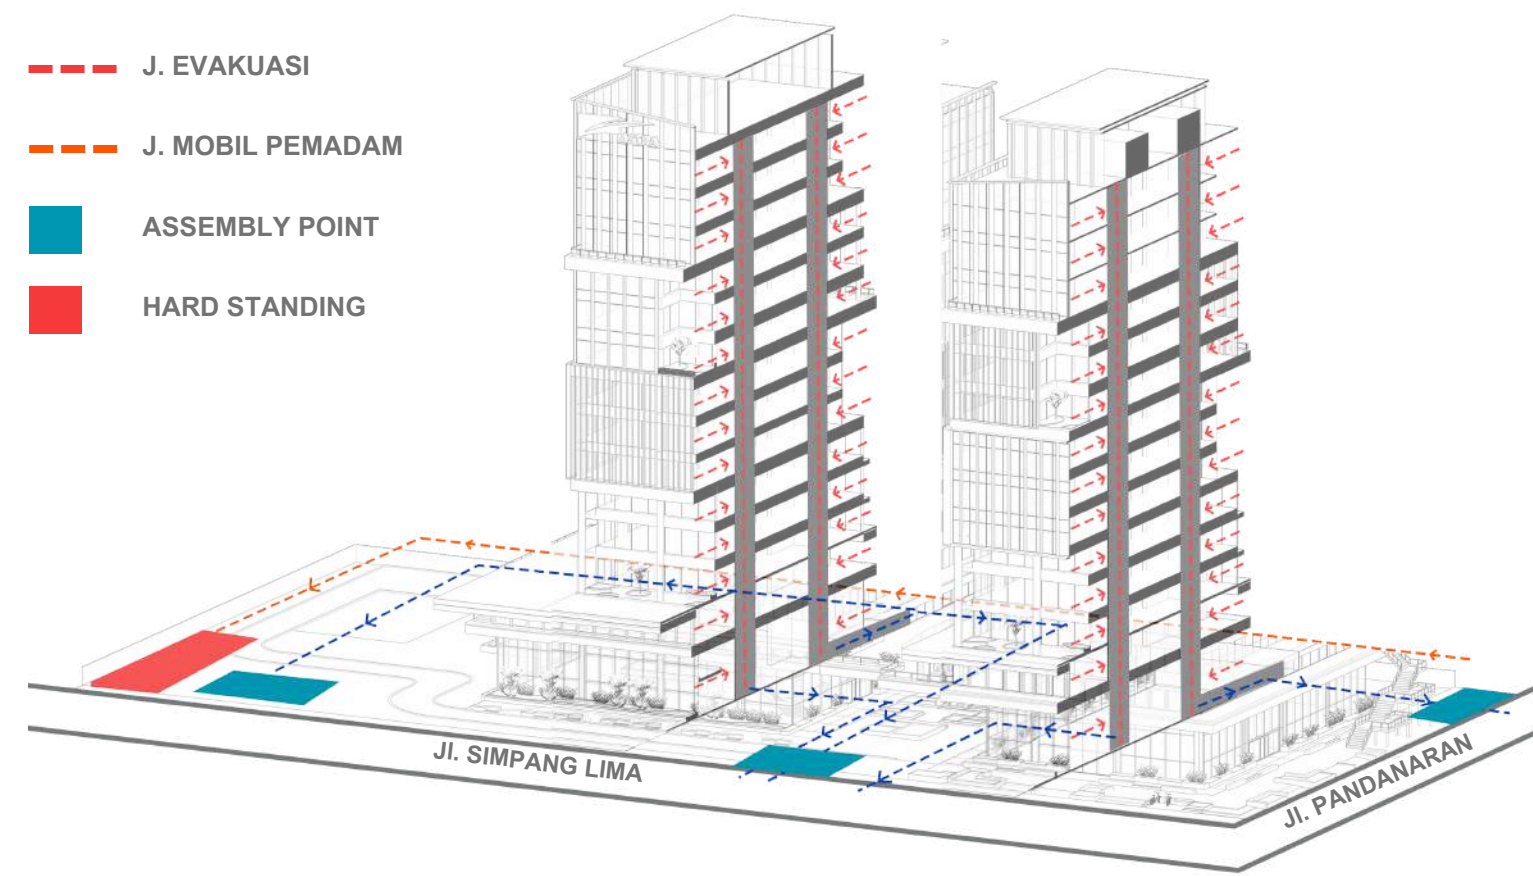 J. EVAKUASI
J. MOBIL PEMADAM
ASSEMBLY POINT
HARD STANDING
Jl. SIMPANG LIMA
Jl. PANDANARAN